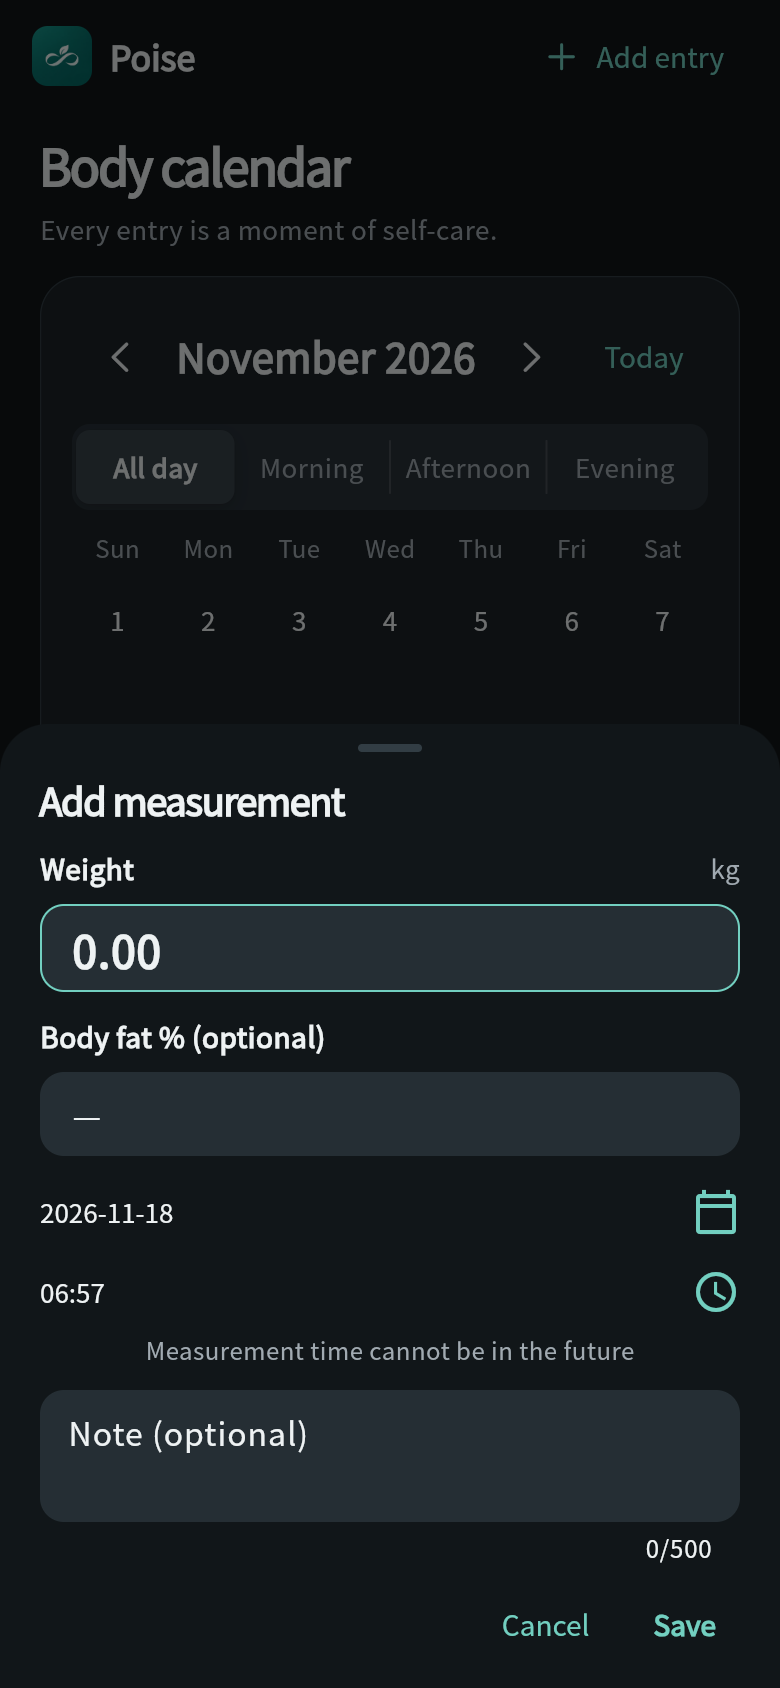 Poise
Add entry
Body calendar
Every entry is a moment of self-care.
November 2026
Today
All day Morning Afternoon Evening
Sun Mon Tue Wed Thu Fri Sat
1 2 3 4 5 6 7
Add measurement
Weight kg
0.00
Body fat % (optional)
—
2026-11-18
06:57
Measurement time cannot be in the future
Note (optional)
0/500
Cancel Save